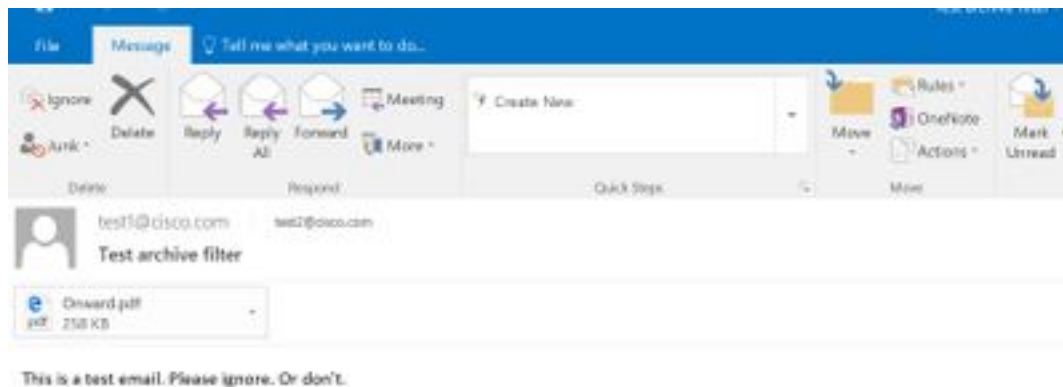 File Message Tell me what you want to do...
Ignore Delete Reply Reply All Forward Meeting Create New Move Rules OneNote Mark Unread
Junk More Actions
Delete Respond Quick Steps Move
test1@cisco.com test2@cisco.com
Test archive filter
Onward.pdf
pdf 258 KB
This is a test email. Please ignore. Or don't.